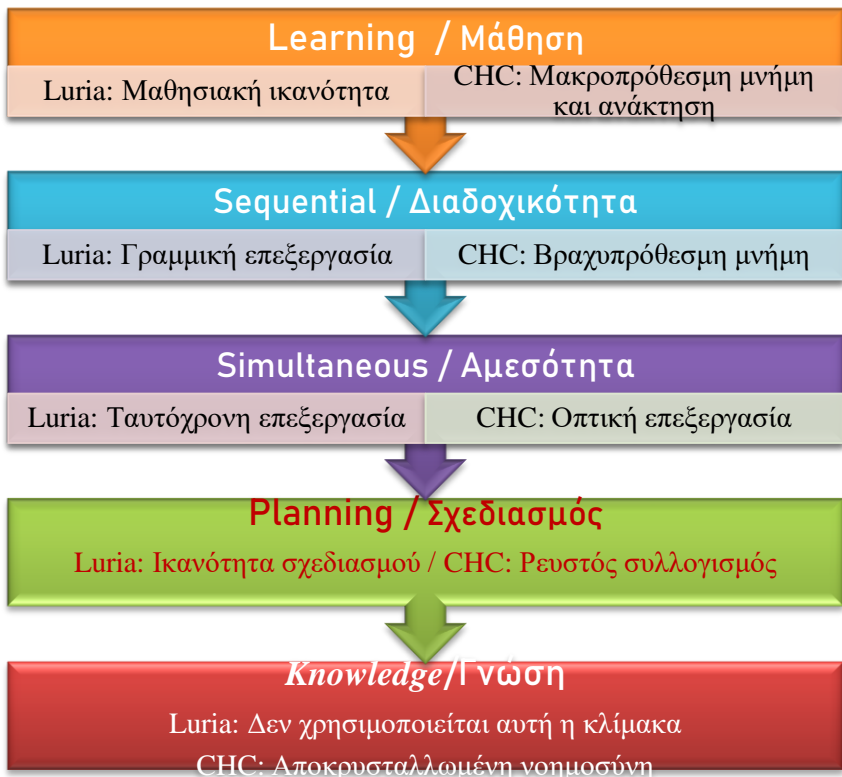 Learning / Μάθηση
Luria: Μαθησιακή ικανότητα
CHC: Μακροπρόθεσμη μνήμη
και ανάκτηση
Sequential / Διαδοχικότητα
Luria: Γραμμική επεξεργασία
CHC: Βραχυπρόθεσμη μνήμη
Simultaneous / Αμεσότητα
Luria: Ταυτόχρονη επεξεργασία
CHC: Οπτική επεξεργασία
Planning / Σχεδιασμός
Luria: Ικανότητα σχεδιασμού / CHC: Ρευστός συλλογισμός
Knowledge/Γνώση
Luria: Δεν χρησιμοποιείται αυτή η κλίμακα
CHC: Αποκρυσταλλωμένη νοημοσύνη